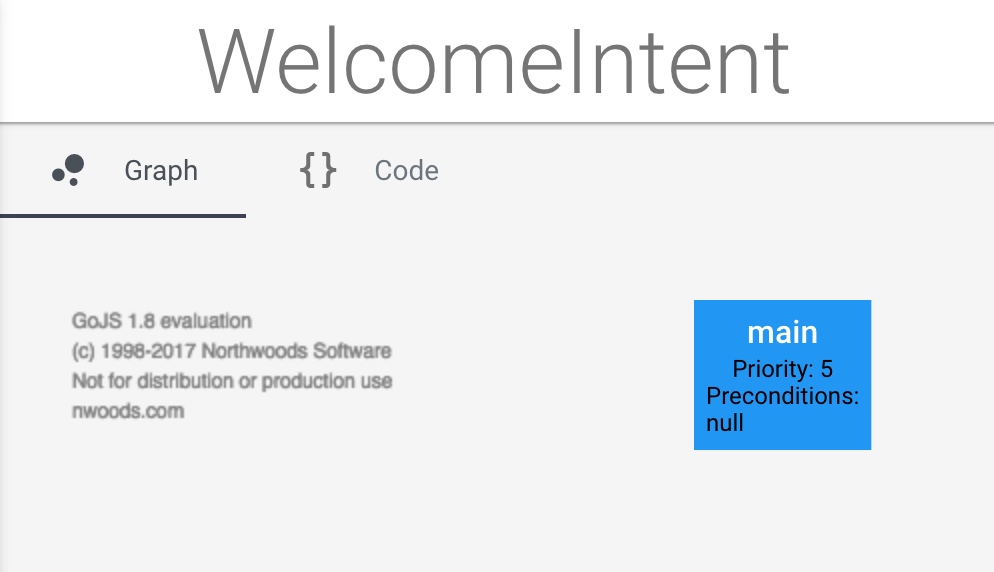 WelcomeIntent
Graph
{} Code
GoJS 1.8 evaluation
(c) 1998-2017 Northwoods Software
Not for distribution or production use
nwoods.com
main
Priority: 5
Preconditions:
null